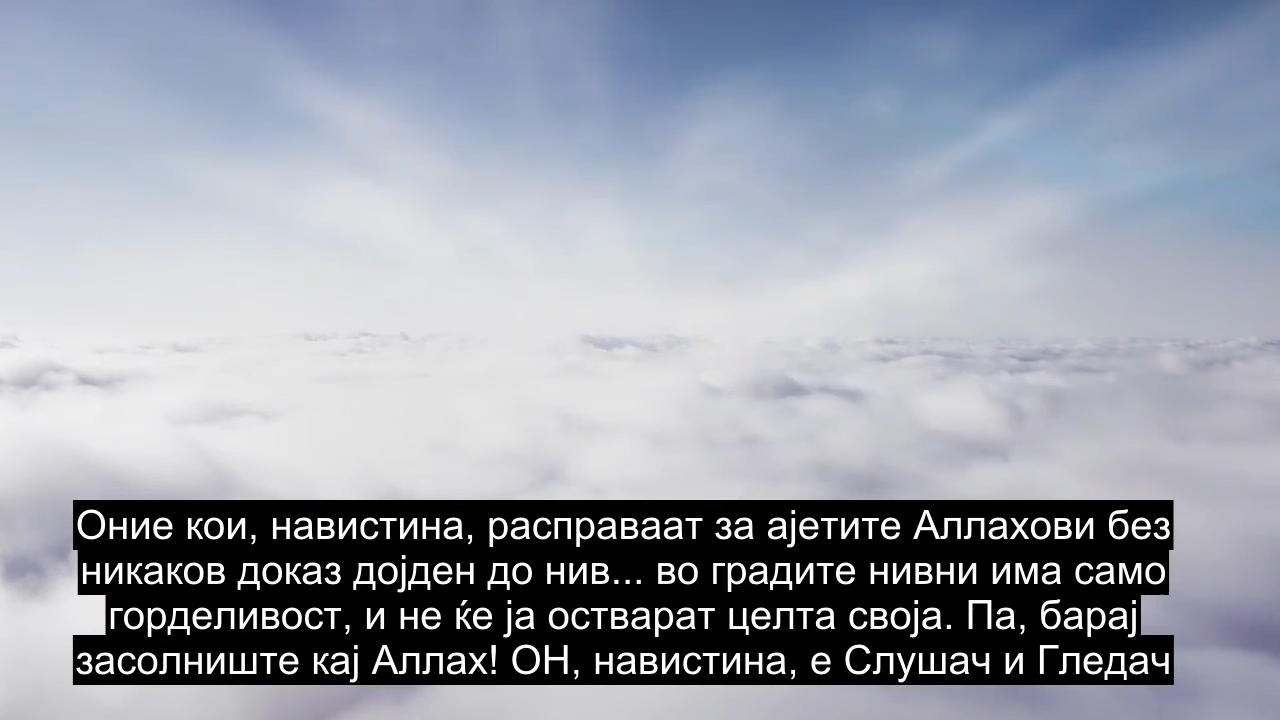 Оние кои, навистина, расправаат за ајетите Аллахови без
никаков доказ дојден до нив... во градите нивни има само
горделивост, и не ќе ја остварат целта своја. Па, барај
засолниште кај Аллах! ОН, навистина, е Слушач и Гледач